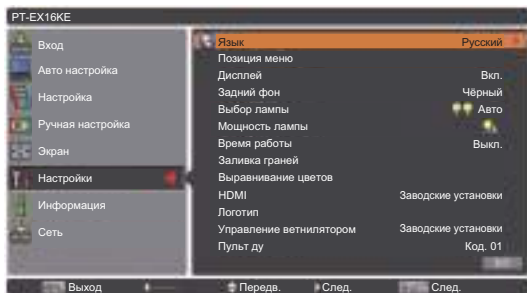 PT-EX16KE
Вход
Авто настройка
Настройка
Ручная настройка
Экран
Настройки
Информация
Сеть
Язык Русский
Позиция меню
Дисплей Вкл.
Задний фон Чёрный
Выбор лампы Авто
Мощность лампы
Время работы Выкл.
Заливка граней
Выравнивание цветов
HDMI Заводские установки
Логотип
Управление ветнилятором Заводские установки
Пульт ду Код. 01
Выход Передв. След. След.